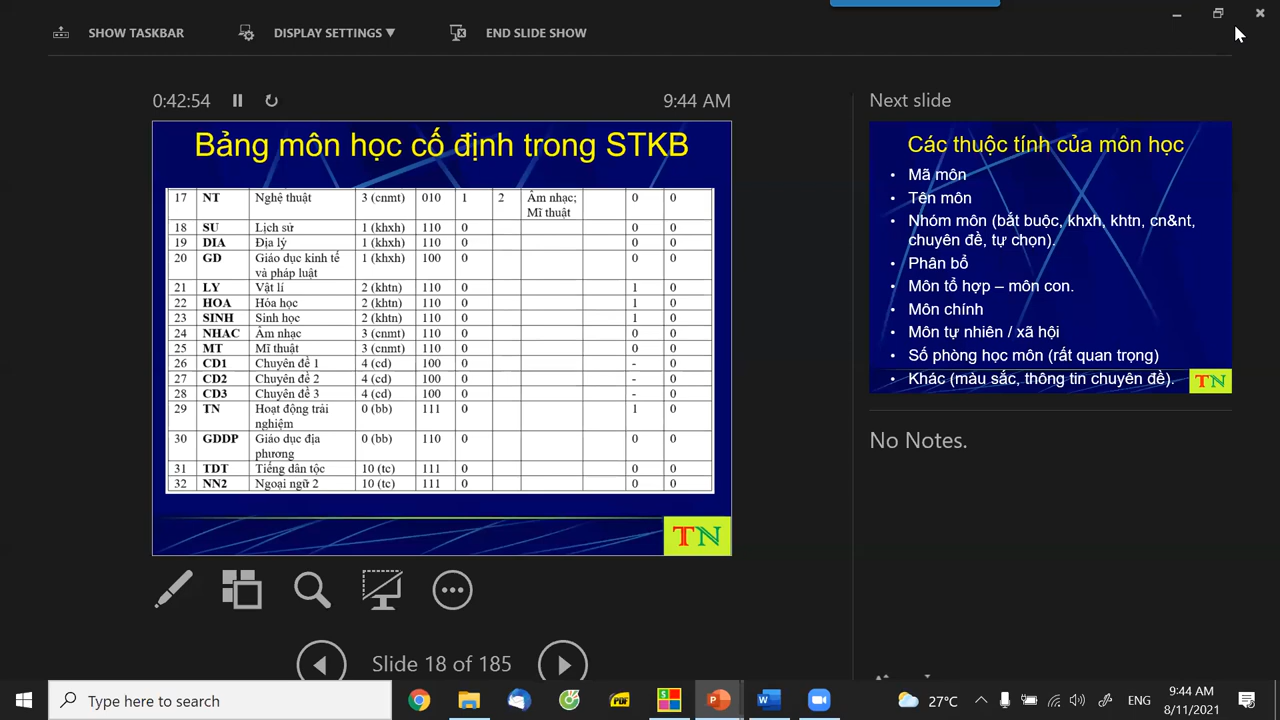 SHOW TASKBAR
DISPLAY SETTINGS ▼
END SLIDE SHOW
0:42:54
9:44 AM
Bảng môn học cố định trong STKB
17 NT Nghệ thuật 3 (cnmt) 010 1 2 Âm nhạc; 0 0
Mĩ thuật
18 SU Lịch sử 1 (khxh) 110 0 0 0
19 DIA Địa lý 1 (khxh) 110 0 0 0
20 GD Giáo dục kinh tế 1 (khxh) 100 0 0 0
và pháp luật
21 LY Vật lí 2 (khtn) 110 0 1 0
22 HOA Hóa học 2 (khtn) 110 0 1 0
23 SINH Sinh học 2 (khtn) 110 0 1 0
24 NHAC Âm nhạc 3 (cnmt) 110 0 0 0
25 MT Mĩ thuật 3 (cnmt) 110 0 0 0
26 CD1 Chuyên đề 1 4 (cd) 100 0 - 0
27 CD2 Chuyên đề 2 4 (cd) 100 0 - 0
28 CD3 Chuyên đề 3 4 (cd) 100 0 - 0
29 TN Hoạt động trải 0 (bb) 111 0 1 0
nghiệm
30 GDDP Giáo dục địa 0 (bb) 110 0 0 0
phương
31 TDT Tiếng dân tộc 10 (tc) 111 0 0 0
32 NN2 Ngoại ngữ 2 10 (tc) 111 0 0 0
TN
Slide 18 of 185
Next slide
Các thuộc tính của môn học
• Mã môn
• Tên môn
• Nhóm môn (bắt buộc, khxh, khtn, cn&nt,
chuyên đề, tự chọn).
• Phân bổ
• Môn tổ hợp – môn con.
• Môn chính
• Môn tự nhiên / xã hội
• Số phòng học môn (rất quan trọng)
• Khác (màu sắc, thông tin chuyên đề).
TN
No Notes.
Type here to search
PDF
27°C
ENG
9:44 AM
8/11/2021